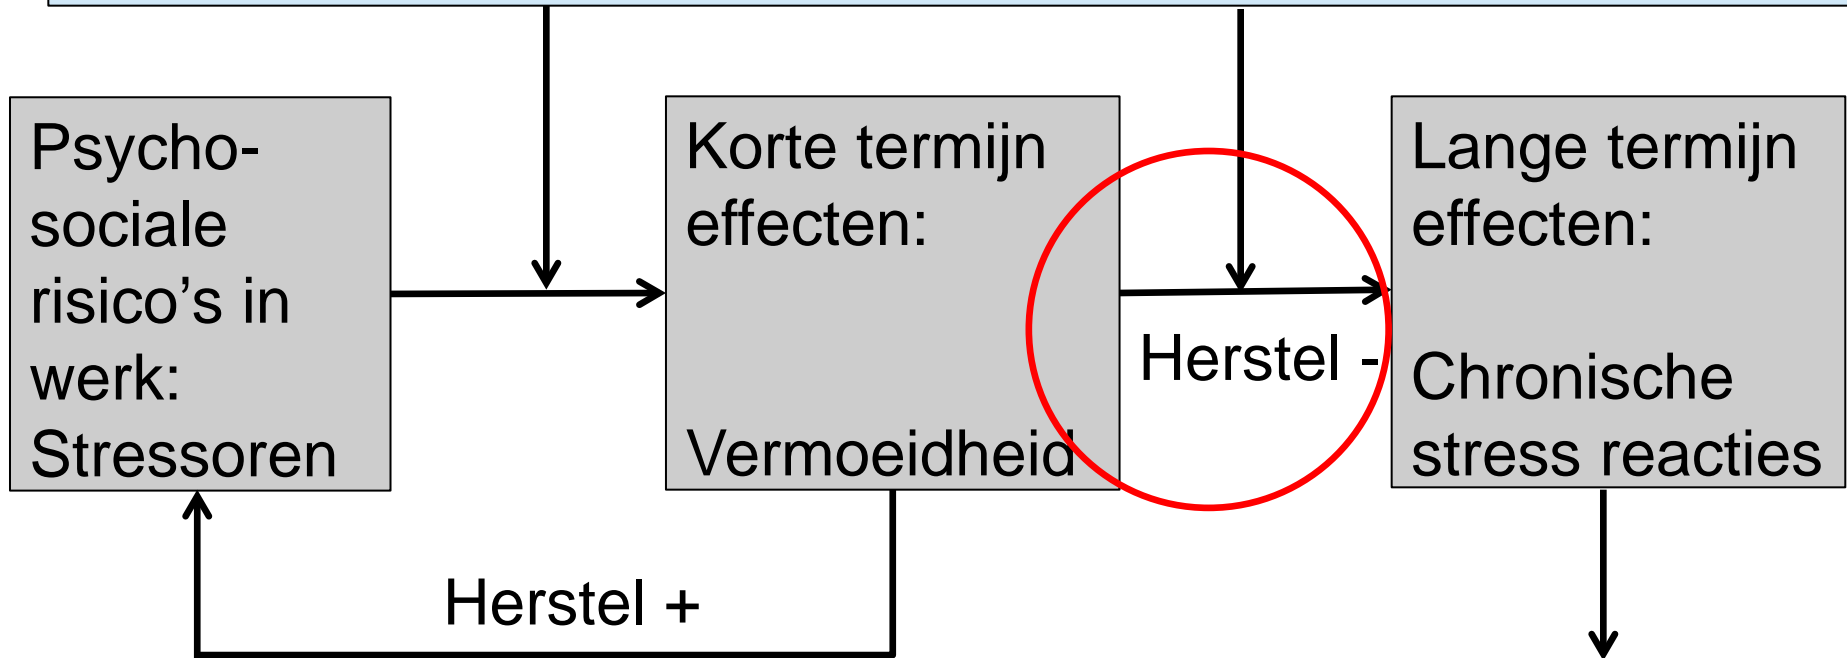 Psycho-
sociale
risico’s in
werk:
Stressoren
Korte termijn
effecten:
Vermoeidheid
Herstel -
Lange termijn
effecten:
Chronische
stress reacties
Herstel +